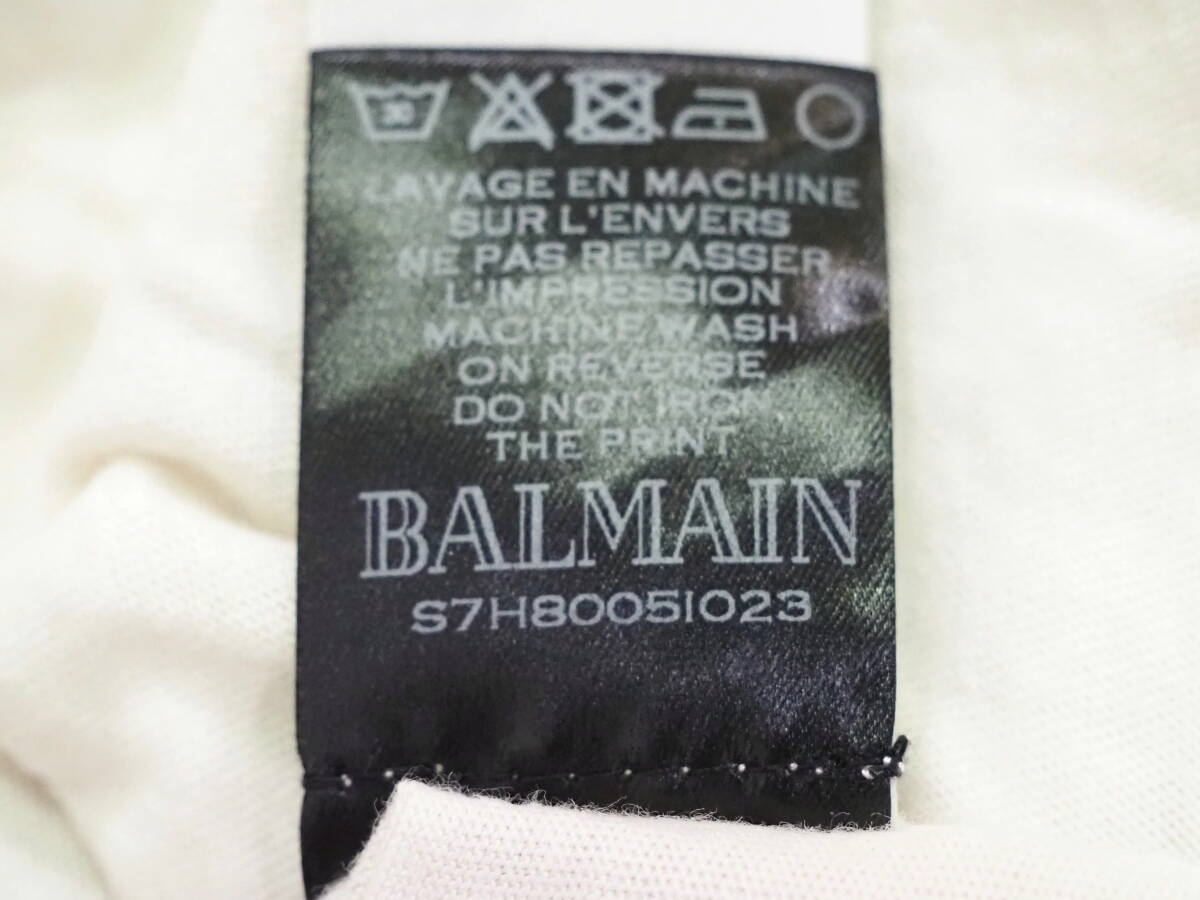 30
LAVAGE EN MACHINE
SUR L'ENVERS
NE PAS REPASSER
L'IMPRESSION
MACHINE WASH
ON REVERSE
DO NOT IRON
THE PRINT
BALMAIN
S7H8005I023